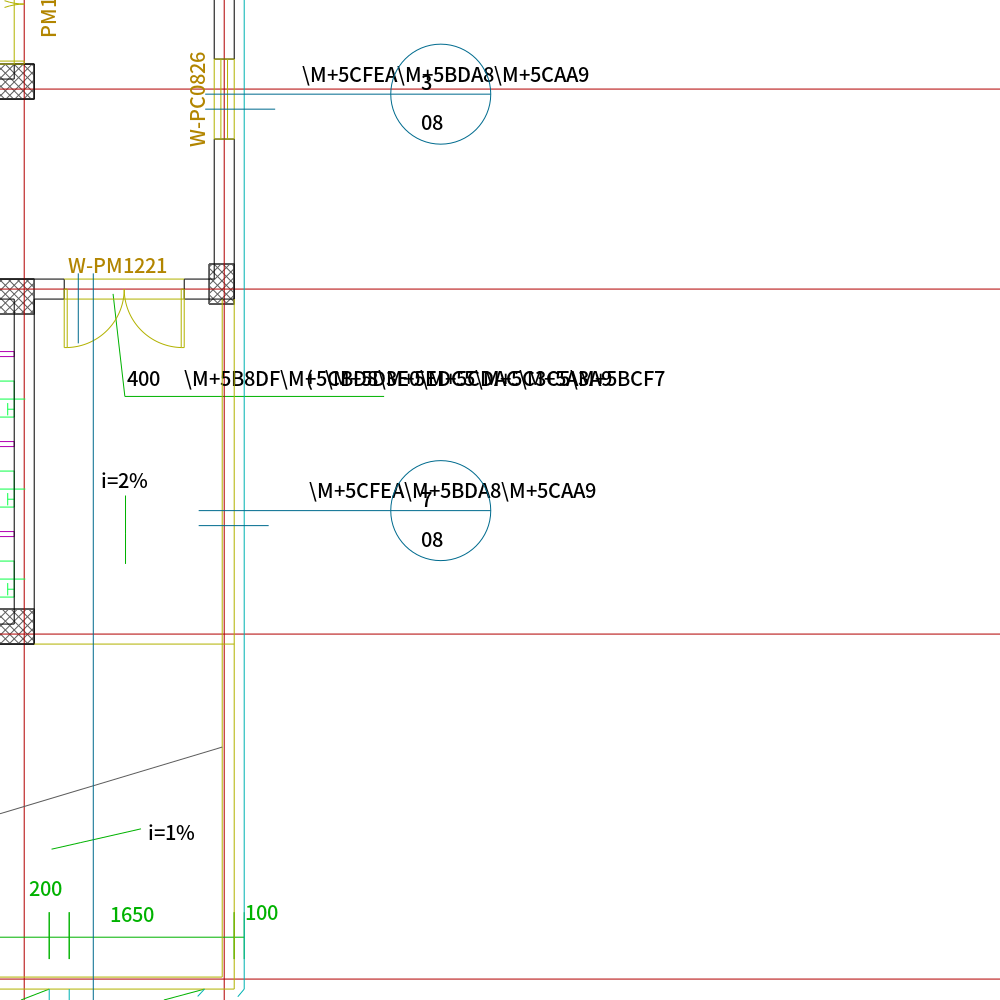 PM1
W-PC0826
\M+5CFEA\M+5BDA8\M+5CAA9
3
08
W-PM1221
400
i=2%
\M+5CFEA\M+5BDA8\M+5CAA9
7
08
i=1%
200
1650
100